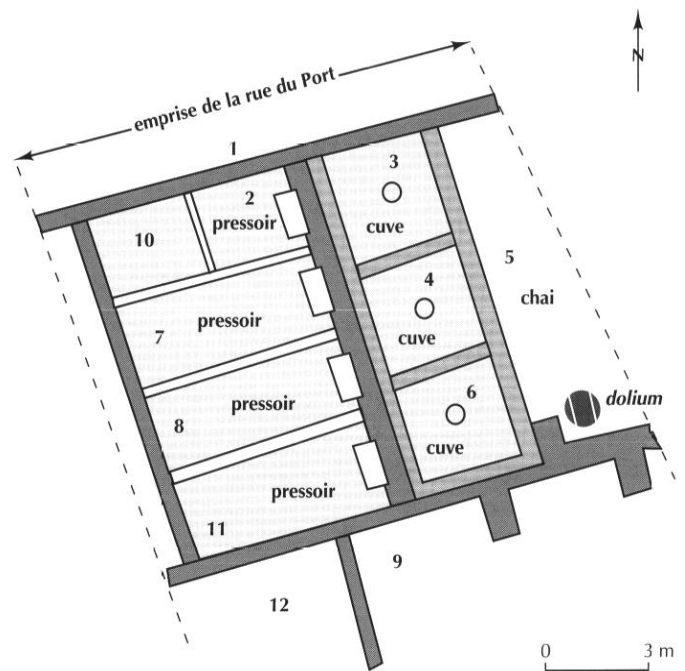 N
emprise de la rue du Port
1
2
pressoir
3
cuve
10
5
chai
4
cuve
7
pressoir
8
pressoir
6
cuve
dolium
pressoir
11
9
12
0 3 m